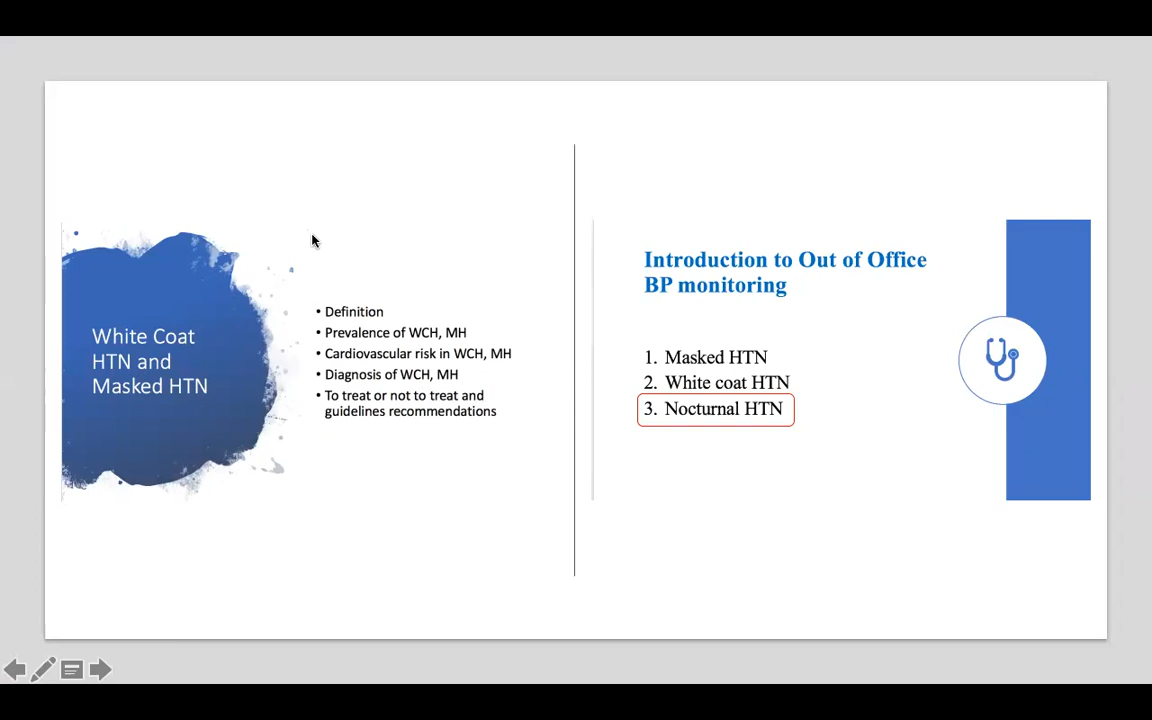 White Coat
HTN and
Masked HTN
• Definition
• Prevalence of WCH, MH
• Cardiovascular risk in WCH, MH
• Diagnosis of WCH, MH
• To treat or not to treat and
guidelines recommendations
Introduction to Out of Office
BP monitoring
1. Masked HTN
2. White coat HTN
3. Nocturnal HTN